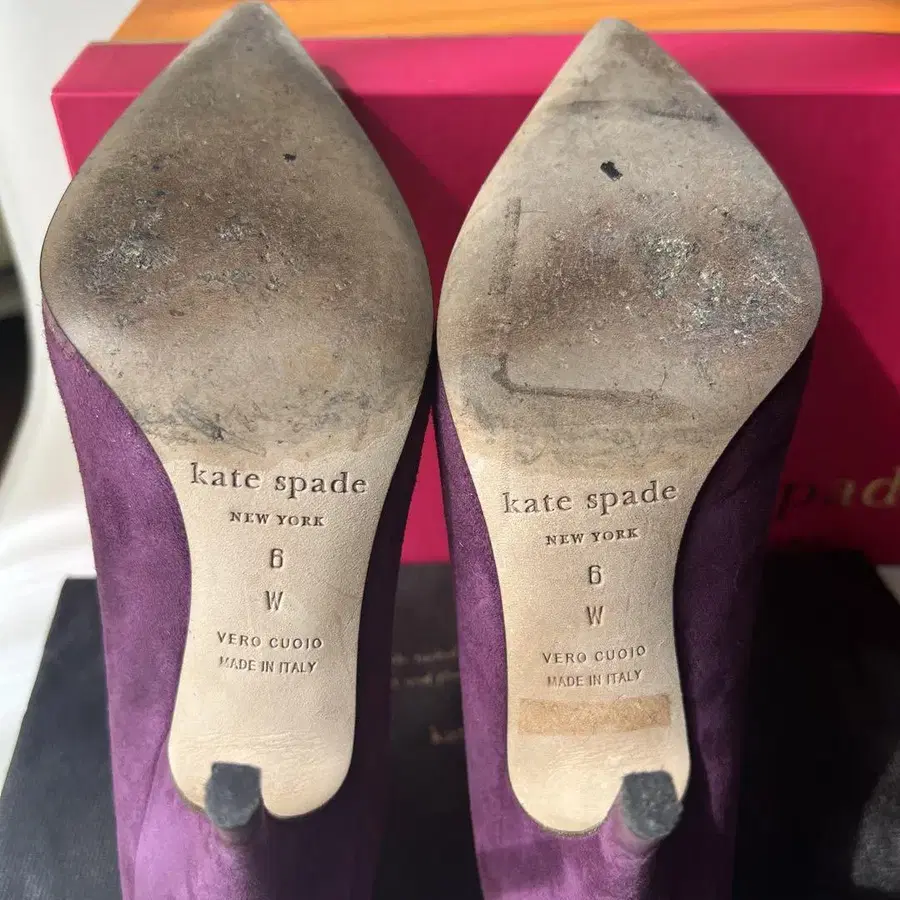 kate spade
NEW YORK
6
W
VERO CUOIO
MADE IN ITALY
kate spade
NEW YORK
6
W
VERO CUOIO
MADE IN ITALY
spade